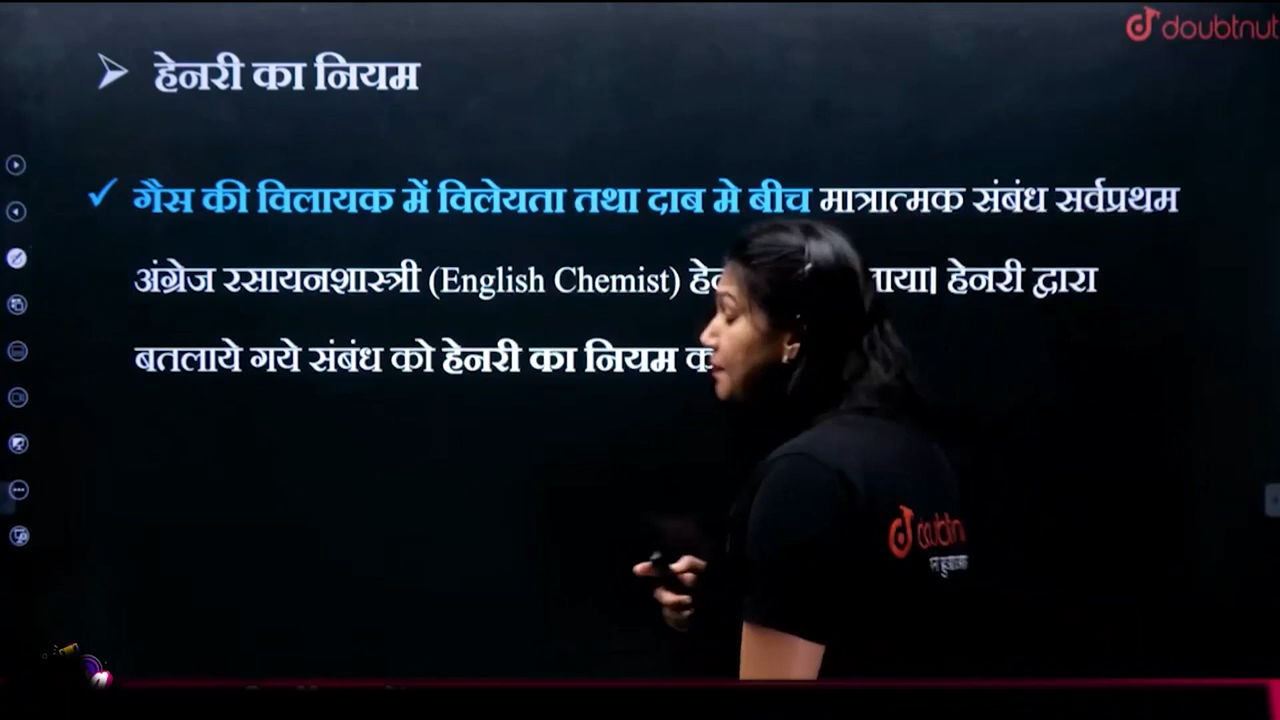 doubtnut
➢ हेनरी का नियम
✓ गैस की विलायक में विलेयता तथा दाब मे बीच मात्रात्मक संबंध सर्वप्रथम
अंग्रेज रसायनशास्त्री (English Chemist) हेनरी द्वारा
बतलाये गये संबंध को हेनरी का नियम